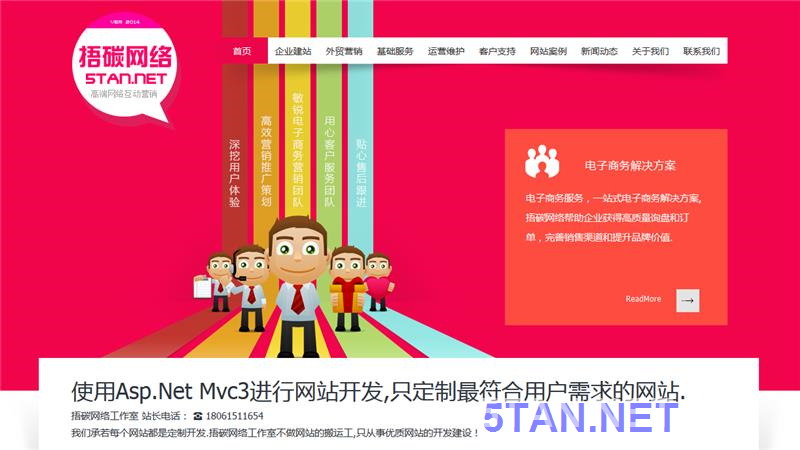 VER 2014
捂碳网络
5TAN.NET
高端网络互动营销
首页 企业建站 外贸营销 基础服务 运营维护 客户支持 网站案例 新闻动态 关于我们 联系我们
深挖用户体验
高效营销推广策划
敏锐电子商务营销团队
用心客户服务团队
贴心售后跟进
电子商务解决方案
电子商务服务，一站式电子商务解决方案,
捂碳网络帮助企业获得高质量询盘和订
单，完善销售渠道和提升品牌价值.
ReadMore
使用Asp.Net Mvc3进行网站开发,只定制最符合用户需求的网站.
捂碳网络工作室 站长电话： ☎ 18061511654
我们承若每个网站都是定制开发.捂碳网络工作室不做网站的搬运工,只从事优质网站的开发建设！
5TAN.NET